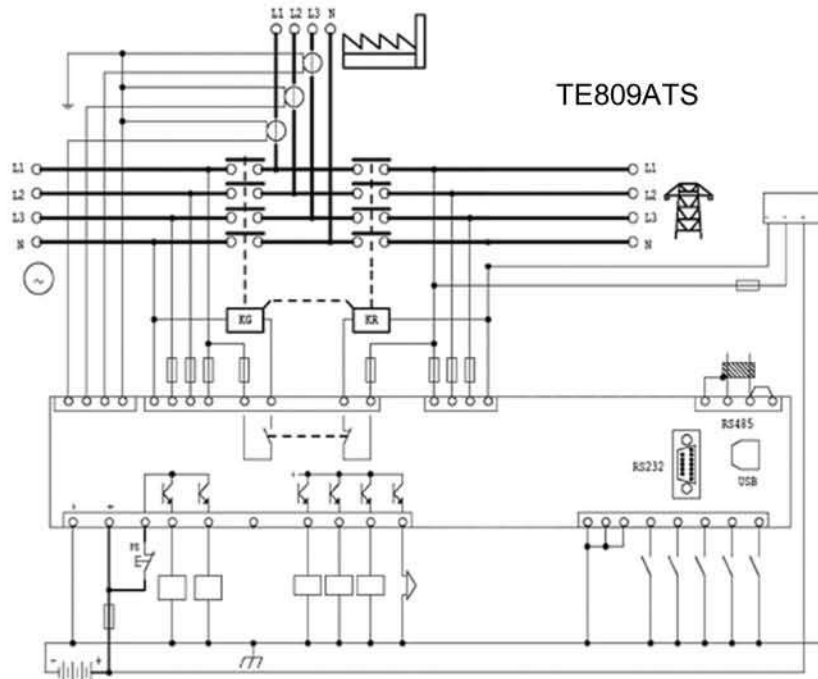 L1 L2 L3 N
TE809ATS
L1
L2
L3
N
L1
L2
L3
N
~
KG
KR
RS485
RS232
USB
- +